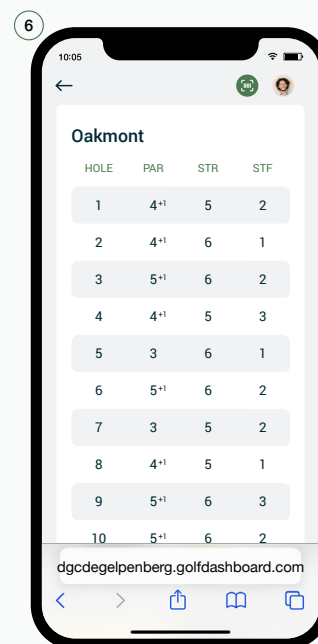 6
10:05
Oakmont
HOLE PAR STR STF
1 4+1 5 2
2 4+1 6 1
3 5+1 6 2
4 4+1 5 3
5 3 6 1
6 5+1 6 2
7 3 5 2
8 4+1 5 1
9 5+1 6 3
10 5+1 6 2
dgcdegelpenberg.golfdashboard.com